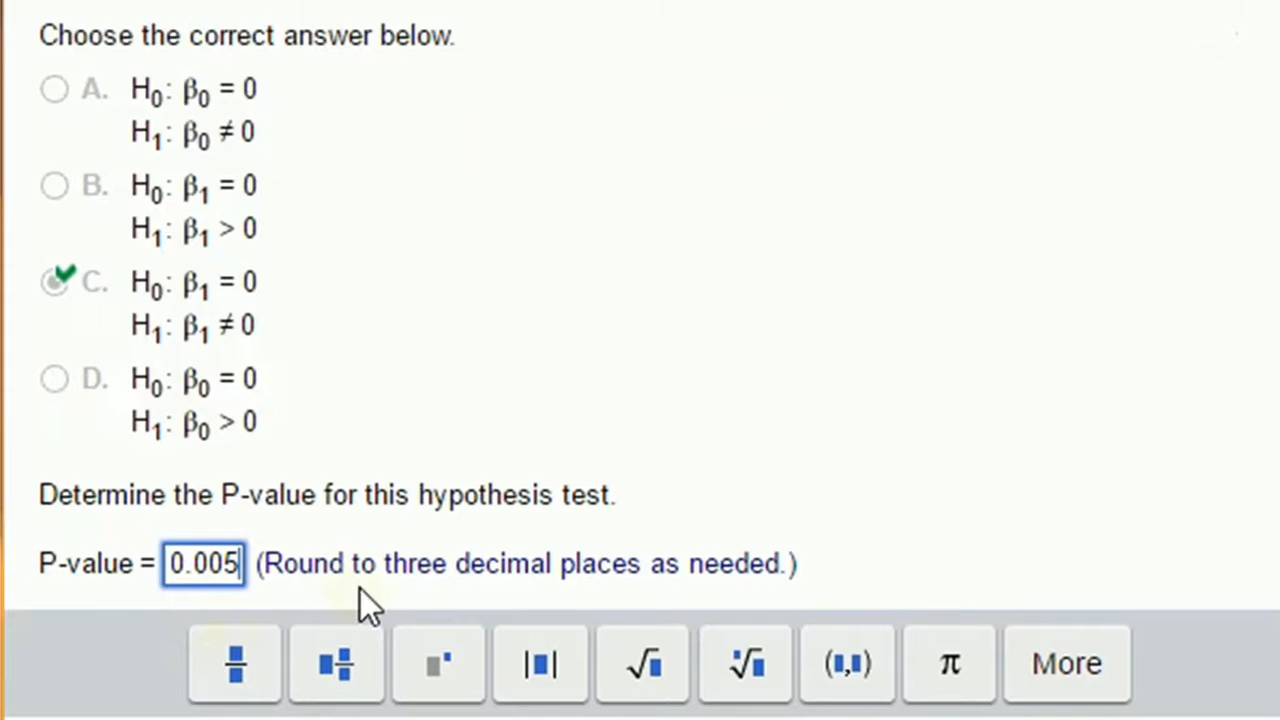 Choose the correct answer below.
A. H₀: β₀ = 0
H₁: β₀ ≠ 0
B. H₀: β₁ = 0
H₁: β₁ > 0
C. H₀: β₁ = 0
H₁: β₁ ≠ 0
D. H₀: β₀ = 0
H₁: β₀ > 0
Determine the P-value for this hypothesis test.
P-value = 0.005 (Round to three decimal places as needed.)
π More